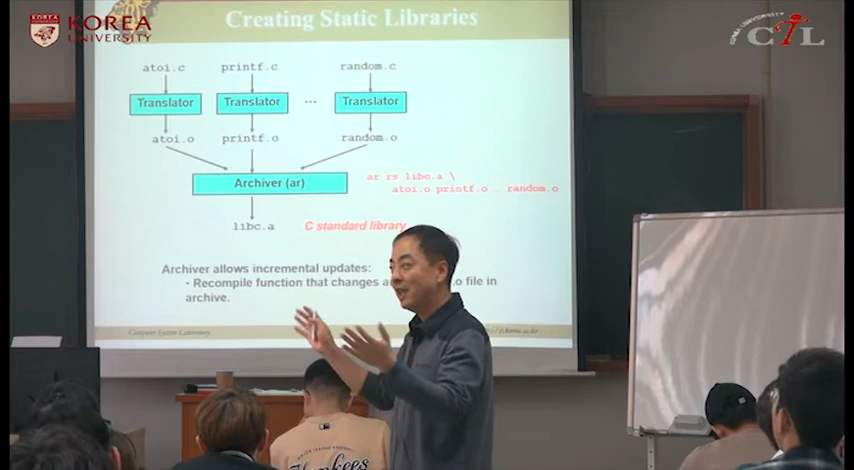 KOREA
UNIVERSITY
Creating Static Libraries
CIL
atoi.c printf.c random.c
Translator Translator ... Translator
atoi.o printf.o random.o
Archiver (ar)
ar rs libc.a \
atoi.o printf.o … random.o
libc.a C standard library
Archiver allows incremental updates:
• Recompile function that changes a .o file in
archive.
Computer System Laboratory
Yankees